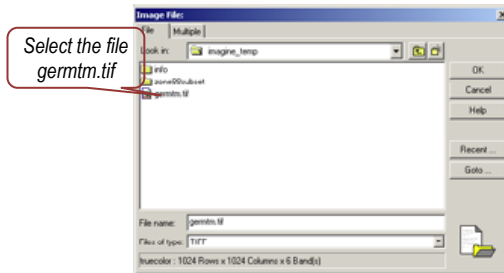 Image File:
File
Multiple
Look in:
imagine_temp
Select the file
germtm.tif
info
zone88subset
germtm.tif
OK
Cancel
Help
Recent ...
Goto ...
File name:
germtm.tif
Files of type:
TIFF
truecolor : 1024 Rows x 1024 Columns x 6 Band(s)